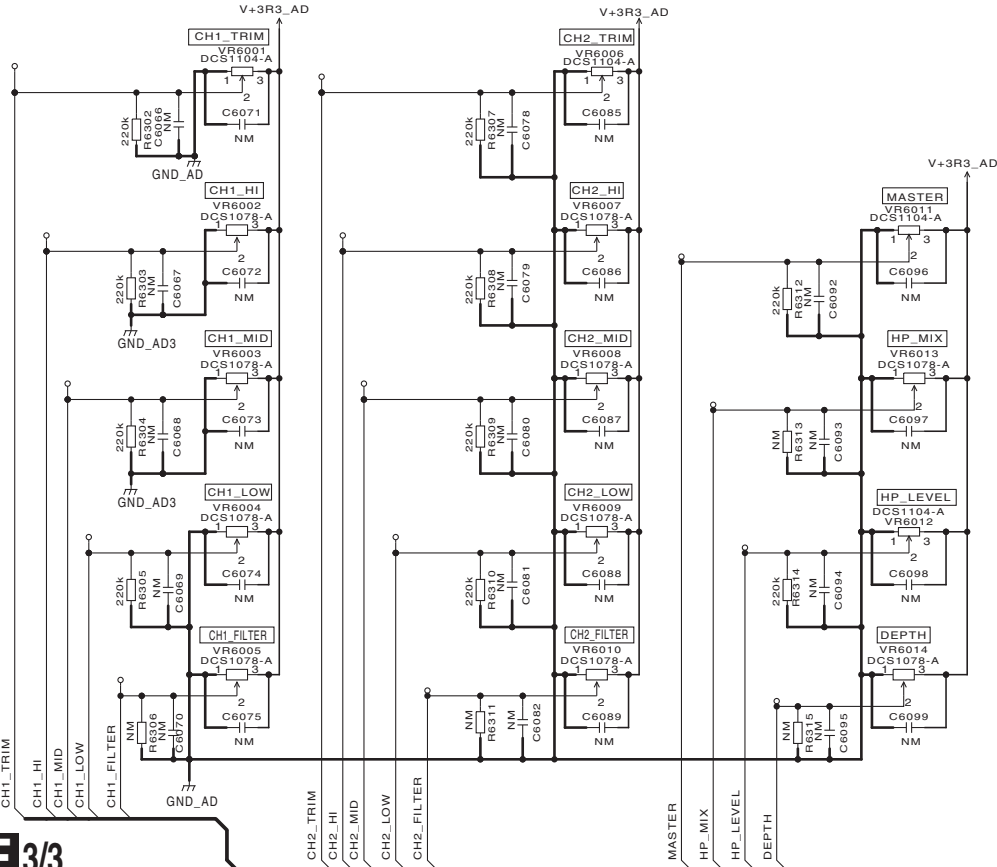 V+3R3_AD
CH1_TRIM
VR6001
DCS1104-A
1 3
2
220k
R6302
NM
C6066
C6071
NM
GND_AD
CH1_HI
VR6002
DCS1078-A
1 3
2
220k
R6303
NM
C6067
C6072
NM
GND_AD3
CH1_MID
VR6003
DCS1078-A
1 3
2
220k
R6304
NM
C6068
C6073
NM
GND_AD3
CH1_LOW
VR6004
DCS1078-A
1 3
2
220k
R6305
NM
C6069
C6074
NM
CH1_FILTER
VR6005
DCS1078-A
1 3
2
NM
R6306
NM
C6070
C6075
NM
GND_AD
CH1_TRIM
CH1_HI
CH1_MID
CH1_LOW
CH1_FILTER
V+3R3_AD
CH2_TRIM
VR6006
DCS1104-A
1 3
2
220k
R6307
NM
C6078
C6085
NM
CH2_HI
VR6007
DCS1078-A
1 3
2
220k
R6308
NM
C6079
C6086
NM
CH2_MID
VR6008
DCS1078-A
1 3
2
220k
R6309
NM
C6080
C6087
NM
CH2_LOW
VR6009
DCS1078-A
1 3
2
220k
R6310
NM
C6081
C6088
NM
CH2_FILTER
VR6010
DCS1078-A
1 3
2
NM
R6311
NM
C6082
C6089
NM
CH2_TRIM
CH2_HI
CH2_MID
CH2_LOW
CH2_FILTER
V+3R3_AD
MASTER
VR6011
DCS1104-A
1 3
2
220k
R6312
NM
C6092
C6096
NM
HP_MIX
VR6013
DCS1078-A
1 3
2
NM
R6313
NM
C6093
C6097
NM
HP_LEVEL
DCS1104-A
VR6012
1 3
2
220k
R6314
NM
C6094
C6098
NM
DEPTH
VR6014
DCS1078-A
1 3
2
NM
R6315
NM
C6095
C6099
NM
MASTER
HP_MIX
HP_LEVEL
DEPTH
3/3